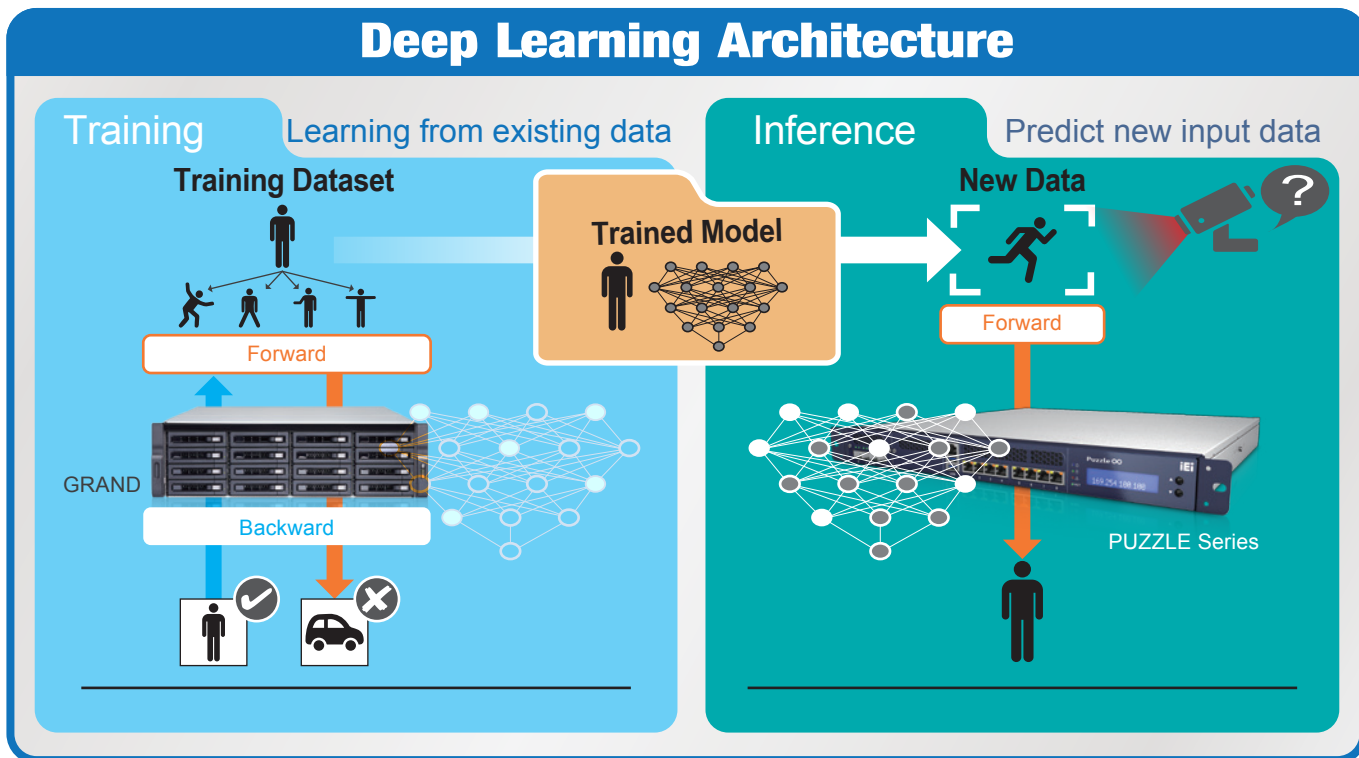 Deep Learning Architecture
Training
Learning from existing data
Training Dataset
Forward
GRAND
Backward
Trained Model
Inference
Predict new input data
New Data
?
Forward
Puzzle
iEi
169.254.100.100
PUZZLE Series